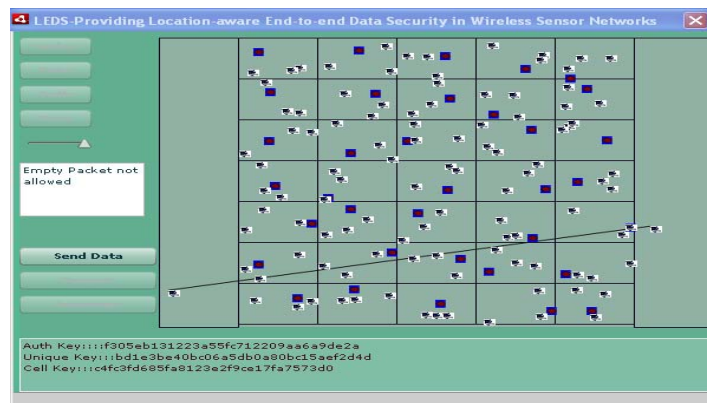 LEDS-Providing Location-aware End-to-end Data Security in Wireless Sensor Networks
Empty Packet not
allowed
Send Data
Auth Key::::f305eb131223a55fc712209aa6a9de2a
Unique Key:::bd1e3be40bc06a5db0a80bc15aef2d4d
Cell Key:::c4fc3fd685fa8123e2f9ce17fa7573d0